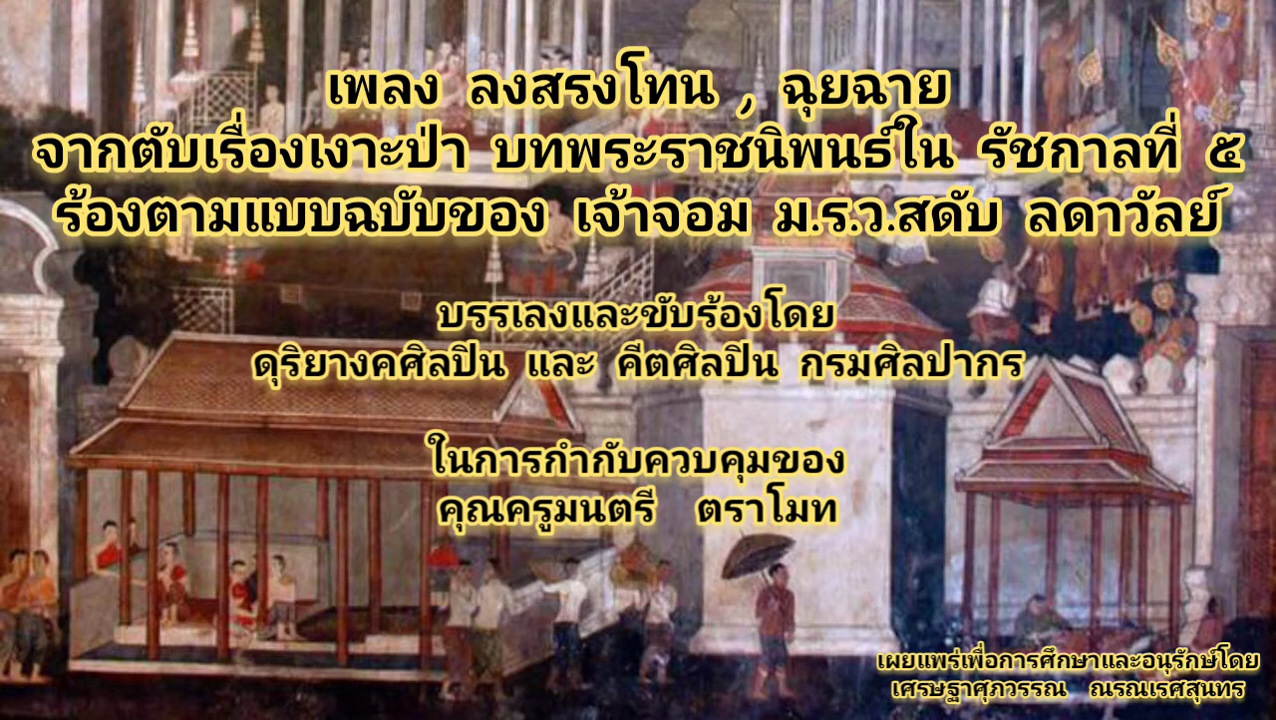 เพลง ลงสรงโทน , ฉุยฉาย
จากตับเรื่องเงาะป่า บทพระราชนิพนธ์ใน รัชกาลที่ ๕
ร้องตามแบบฉบับของ เจ้าจอม ม.ร.ว.สดับ ลดาวัลย์
บรรเลงและขับร้องโดย
ดุริยางคศิลปิน และ คีตศิลปิน กรมศิลปากร
ในการกำกับควบคุมของ
คุณครูมนตรี ตราโมท
เผยแพร่เพื่อการศึกษาและอนุรักษ์โดย
เศรษฐาศุภวรรณ ณรณเรศสุนทร